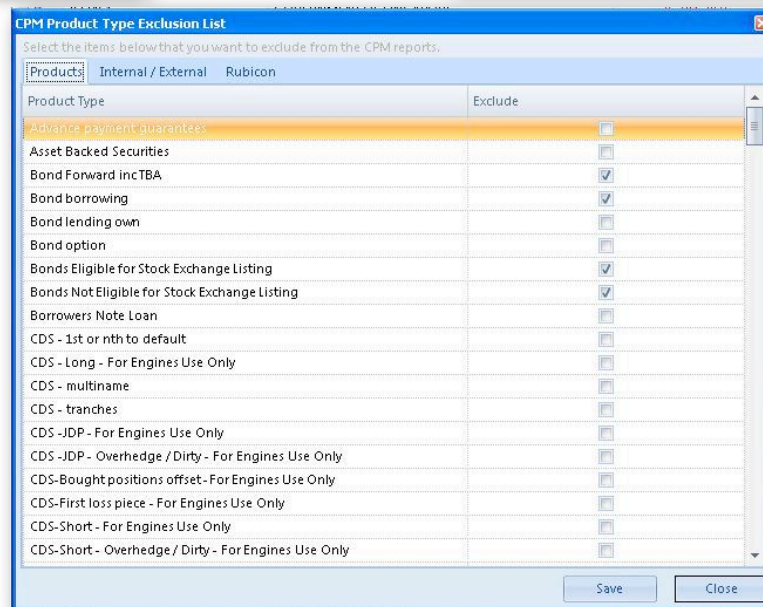 CPM Product Type Exclusion List
Select the items below that you want to exclude from the CPM reports.
Products Internal / External Rubicon
Product Type Exclude
Advance payment guarantees
Asset Backed Securities
Bond Forward incTBA
Bond borrowing
Bond lending own
Bond option
Bonds Eligible for Stock Exchange Listing
Bonds Not Eligible for Stock Exchange Listing
Borrowers Note Loan
CDS - 1st or nth to default
CDS - Long - For Engines Use Only
CDS - multiname
CDS - tranches
CDS -JDP - For Engines Use Only
CDS -JDP - Overhedge / Dirty - For Engines Use Only
CDS-Bought positions offset- For Engines Use Only
CDS-First loss piece - For Engines Use Only
CDS-Short - For Engines Use Only
CDS-Short - Overhedge / Dirty - For Engines Use Only
Save Close